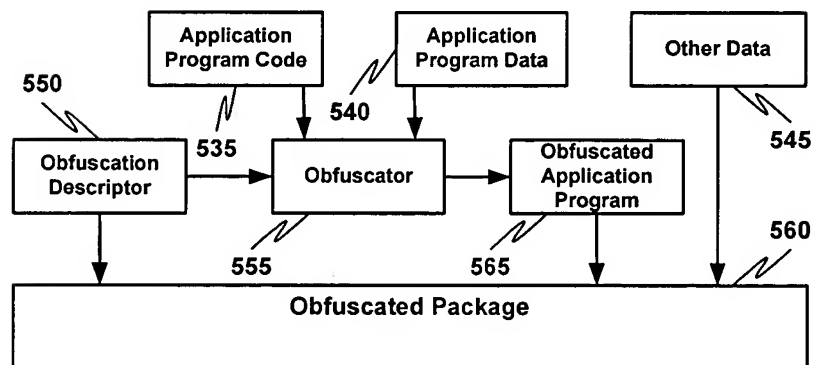 Application
Program Code
Application
Program Data
Other Data
550
535
540
545
Obfuscation
Descriptor
Obfuscator
Obfuscated
Application
Program
555
565
560
Obfuscated Package